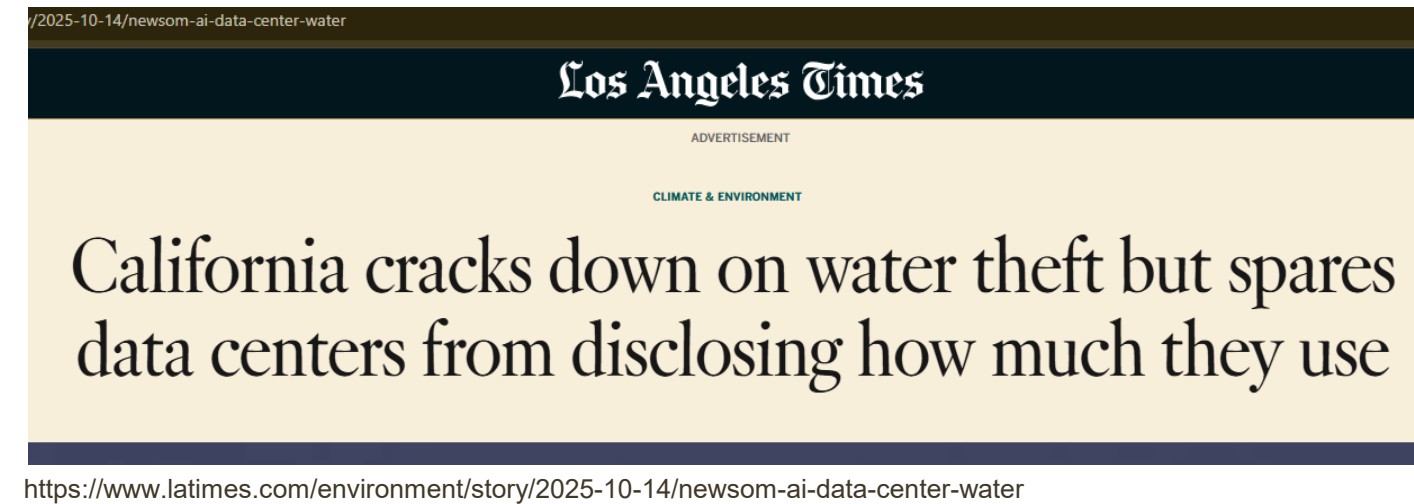 /2025-10-14/newsom-ai-data-center-water
Los Angeles Times
ADVERTISEMENT
CLIMATE & ENVIRONMENT
California cracks down on water theft but spares
data centers from disclosing how much they use
https://www.latimes.com/environment/story/2025-10-14/newsom-ai-data-center-water